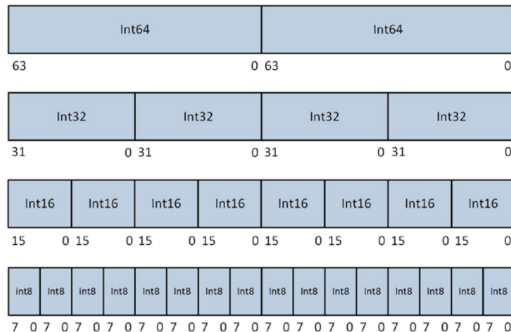 Int64 Int64
63 0 63 0
Int32 Int32 Int32 Int32
31 0 31 0 31 0 31 0
Int16 Int16 Int16 Int16 Int16 Int16 Int16 Int16
15 0 15 0 15 0 15 0 15 0 15 0 15 0 15 0
int8 Int8 int8 Int8 Int8 Int8 Int8 Int8 Int8 Int8 Int8 Int8 Int8 Int8 Int8 Int8
7 0 7 0 7 0 7 0 7 0 7 0 7 0 7 0 7 0 7 0 7 0 7 0 7 0 7 0 7 0 7 0